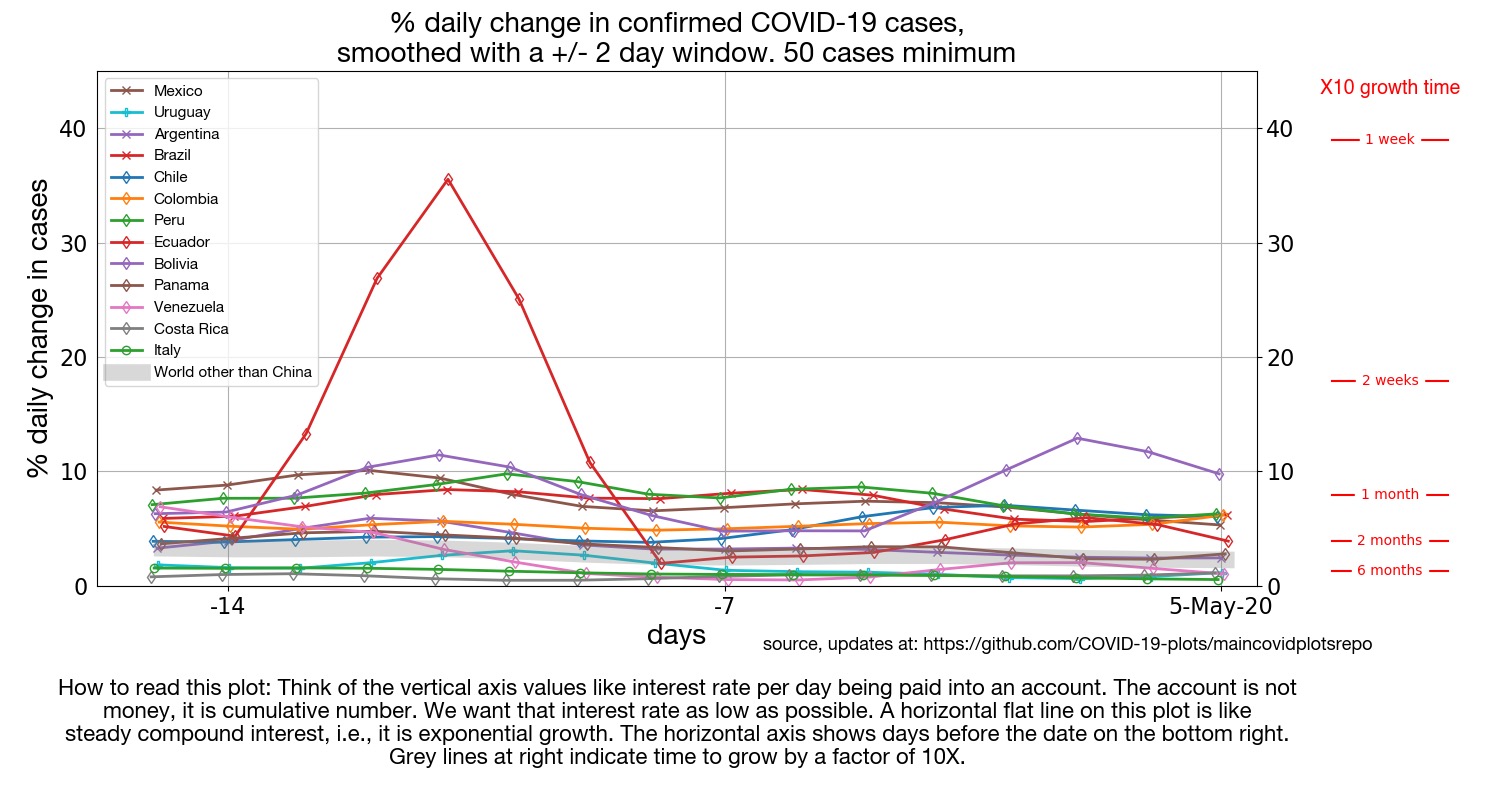 % daily change in confirmed COVID-19 cases,
smoothed with a +/- 2 day window. 50 cases minimum
% daily change in cases
40
30
20
10
0
Mexico
Uruguay
Argentina
Brazil
Chile
Colombia
Peru
Ecuador
Bolivia
Panama
Venezuela
Costa Rica
Italy
World other than China
40
30
20
10
0
X10 growth time
1 week
2 weeks
1 month
2 months
6 months
-14
-7
5-May-20
days
source, updates at: https://github.com/COVID-19-plots/maincovidplotsrepo
How to read this plot: Think of the vertical axis values like interest rate per day being paid into an account. The account is not
money, it is cumulative number. We want that interest rate as low as possible. A horizontal flat line on this plot is like
steady compound interest, i.e., it is exponential growth. The horizontal axis shows days before the date on the bottom right.
Grey lines at right indicate time to grow by a factor of 10X.